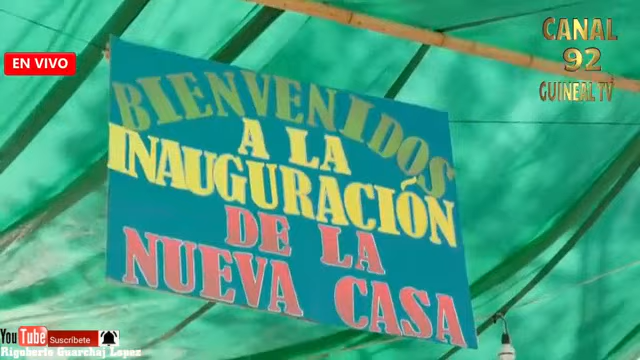 EN VIVO
CANAL
92
GUINEAL TV
BIENVENIDOS
A LA
INAUGURACIÓN
DE LA
NUEVA CASA
YouTube Suscríbete
Rigoberto Guarchaj Lopez